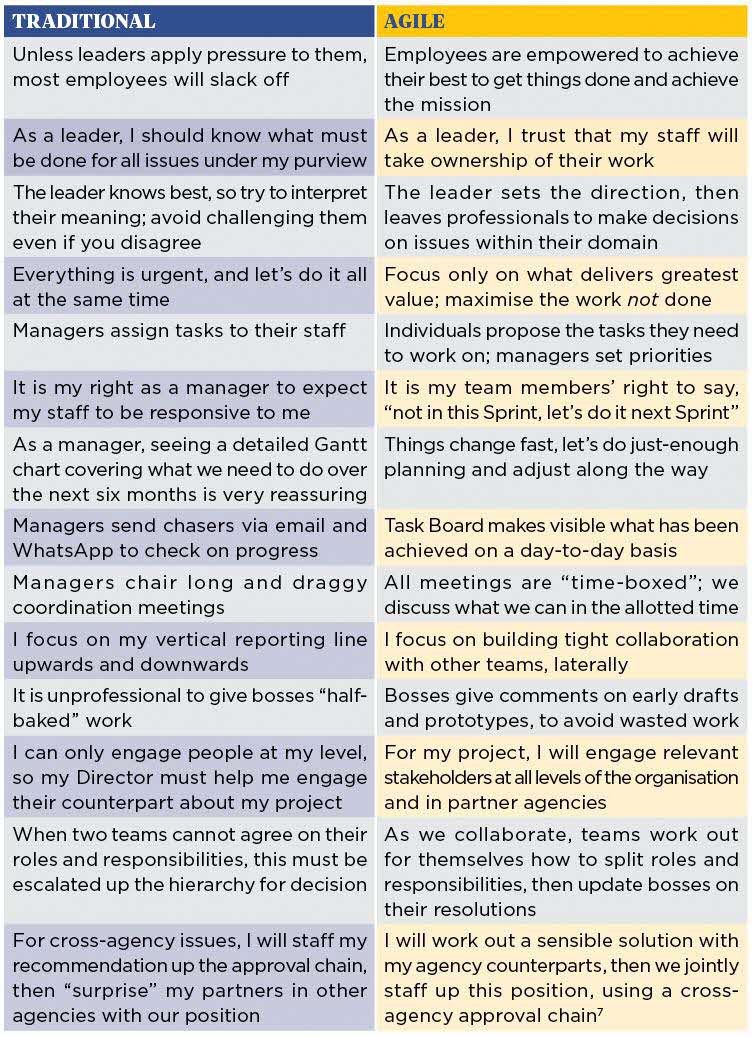 TRADITIONAL
AGILE
Unless leaders apply pressure to them,
most employees will slack off
Employees are empowered to achieve
their best to get things done and achieve
the mission
As a leader, I should know what must
be done for all issues under my purview
As a leader, I trust that my staff will
take ownership of their work
The leader knows best, so try to interpret
their meaning; avoid challenging them
even if you disagree
The leader sets the direction, then
leaves professionals to make decisions
on issues within their domain
Everything is urgent, and let's do it all
at the same time
Focus only on what delivers greatest
value; maximise the work not done
Managers assign tasks to their staff
Individuals propose the tasks they need
to work on; managers set priorities
It is my right as a manager to expect
my staff to be responsive to me
It is my team members' right to say,
"not in this Sprint, let's do it next Sprint"
As a manager, seeing a detailed Gantt
chart covering what we need to do over
the next six months is very reassuring
Things change fast, let's do just-enough
planning and adjust along the way
Managers send chasers via email and
WhatsApp to check on progress
Task Board makes visible what has been
achieved on a day-to-day basis
Managers chair long and draggy
coordination meetings
All meetings are "time-boxed"; we
discuss what we can in the allotted time
I focus on my vertical reporting line
upwards and downwards
I focus on building tight collaboration
with other teams, laterally
It is unprofessional to give bosses "half-
baked" work
Bosses give comments on early drafts
and prototypes, to avoid wasted work
I can only engage people at my level,
so my Director must help me engage
their counterpart about my project
For my project, I will engage relevant
stakeholders at all levels of the organisation
and in partner agencies
When two teams cannot agree on their
roles and responsibilities, this must be
escalated up the hierarchy for decision
As we collaborate, teams work out
for themselves how to split roles and
responsibilities, then update bosses on
their resolutions
For cross-agency issues, I will staff my
recommendation up the approval chain,
then "surprise" my partners in other
agencies with our position
I will work out a sensible solution with
my agency counterparts, then we jointly
staff up this position, using a cross-
agency approval chain⁷